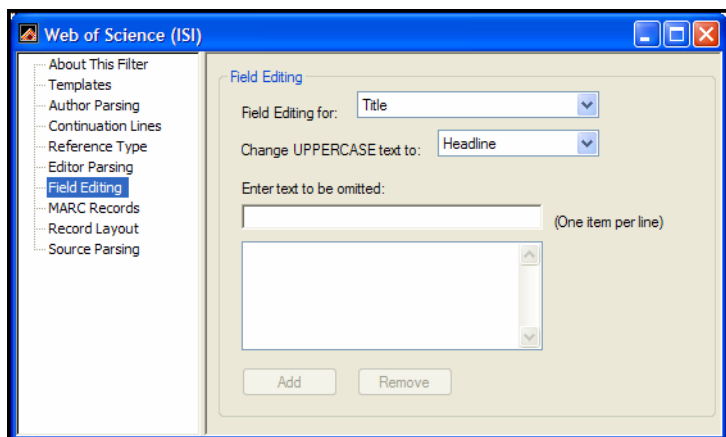 Web of Science (ISI)
About This Filter
Templates
Author Parsing
Continuation Lines
Reference Type
Editor Parsing
Field Editing
MARC Records
Record Layout
Source Parsing
Field Editing
Field Editing for: Title
Change UPPERCASE text to: Headline
Enter text to be omitted:
(One item per line)
Add Remove